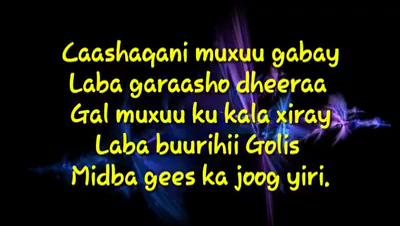 Caashaqani muxuu gabay
Laba garaasho dheeraa
Gal muxuu ku kala xiray
Laba buurihii Golis
Midba gees ka joog yiri.